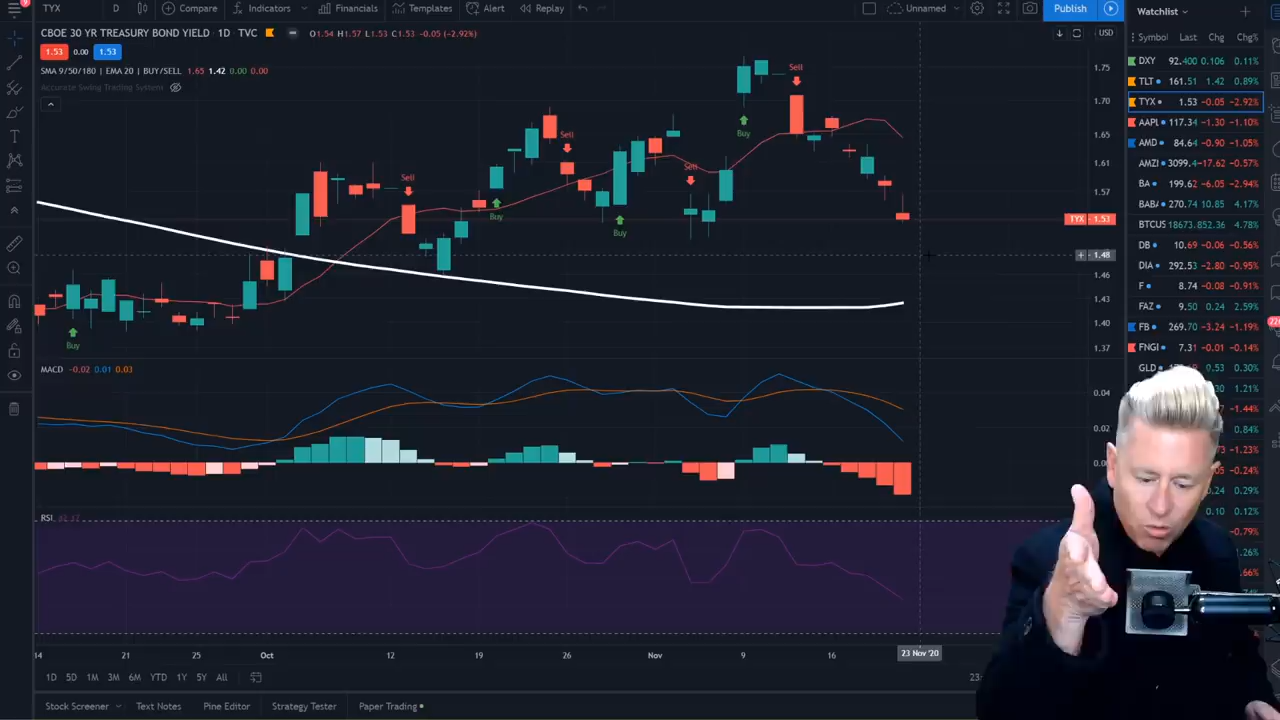 TYX D Compare Indicators Financials Templates Alert Replay Unnamed Publish Watchlist
CBOE 30 YR TREASURY BOND YIELD · 1D · TVC O1.54 H1.57 L1.53 C1.53 -0.05 (-2.92%) USD
1.53 0.00 1.53
SMA 9/50/180 | EMA 20 | BUY/SELL 1.65 1.42 0.00 0.00
Accurate Swing Trading System
Symbol Last Chg Chg%
DXY 92.400 0.106 0.11%
TLT 161.51 1.42 0.89%
TYX 1.53 -0.05 -2.92%
AAPL 117.34 -1.30 -1.10%
AMD 84.64 -0.90 -1.05%
AMZI 3099.4 -17.62 -0.57%
BA 199.62 -6.05 -2.94%
BABA 270.74 10.85 4.17%
BTCUS 18673. 852.36 4.78%
DB 10.69 -0.06 -0.56%
DIA 292.53 -2.80 -0.95%
F 8.74 -0.08 -0.91%
FAZ 9.50 0.24 2.59%
FB 269.70 -3.24 -1.19%
FNGI 7.31 -0.01 -0.14%
GLD 0.53 0.30%
1.21%
-1.44%
0.84%
-1.23%
-0.24%
0.29%
0.12%
-0.79%
1.26%
1.75
1.70
1.65
1.61
1.57
TYX 1.53
1.48
1.46
1.43
1.40
1.37
Sell
Sell
Sell
Sell
Buy
Buy
Buy
Buy
MACD -0.02 0.01 0.03
0.04
0.02
RSI
14 21 25 Oct 12 19 26 Nov 9 16 23 Nov '20
1D 5D 1M 3M 6M YTD 1Y 5Y All
Stock Screener Text Notes Pine Editor Strategy Tester Paper Trading